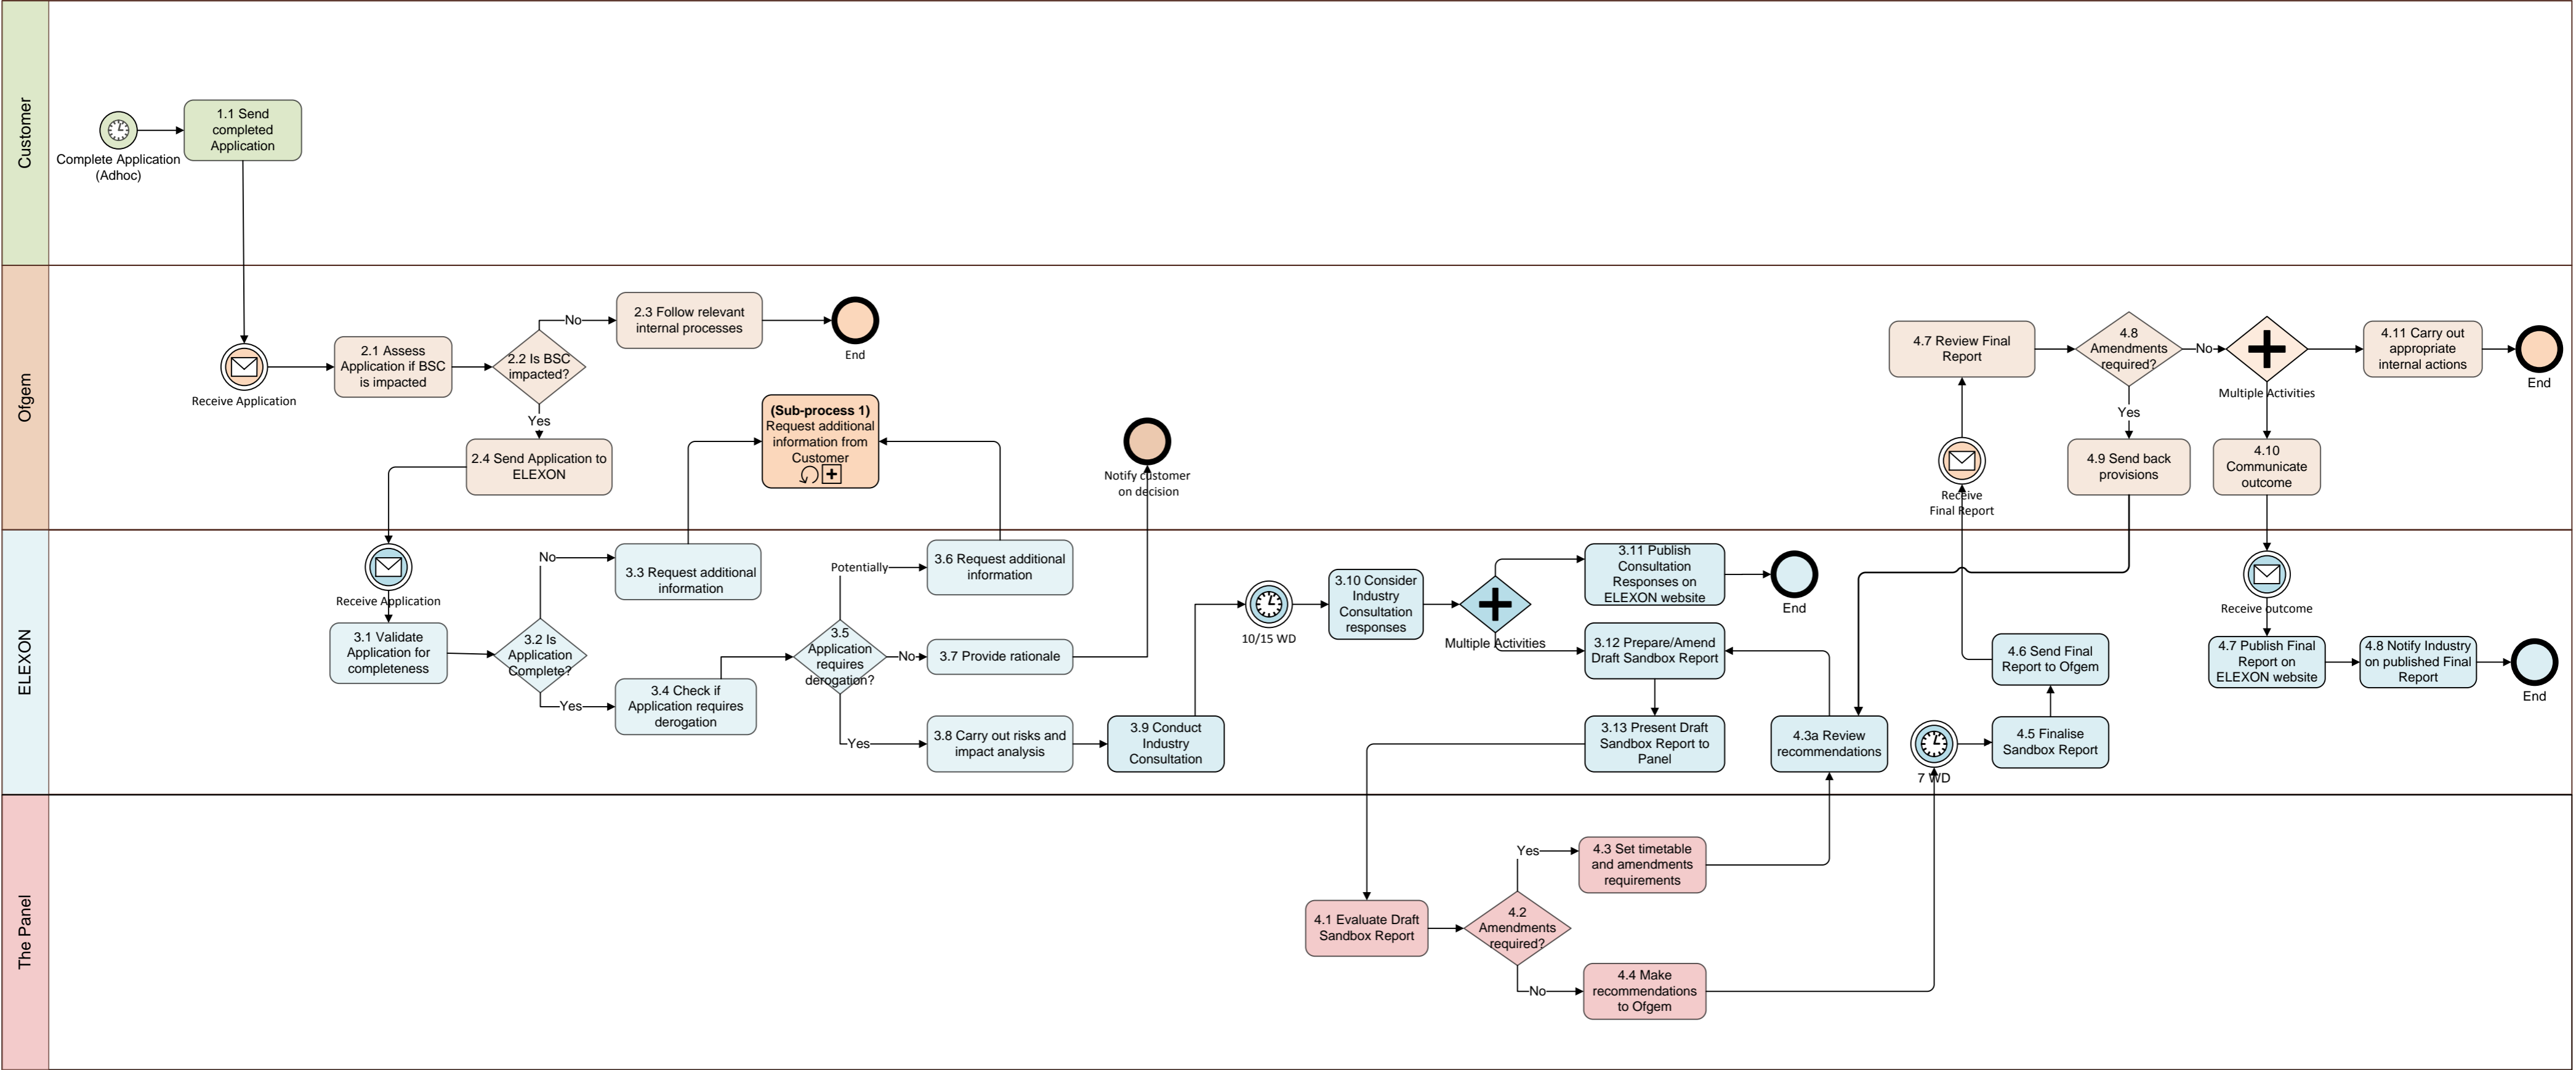 Customer
Complete Application
(Adhoc)
1.1 Send
completed
Application
Ofgem
Receive Application
2.1 Assess
Application if BSC
is impacted
2.2 Is BSC
impacted?
No
2.3 Follow relevant
internal processes
End
Yes
2.4 Send Application to
ELEXON
(Sub-process 1)
Request additional
information from
Customer
Notify customer
on decision
Receive
Final Report
4.7 Review Final
Report
4.8
Amendments
required?
No
Yes
4.9 Send back
provisions
Multiple Activities
4.10
Communicate
outcome
4.11 Carry out
appropriate
internal actions
End
ELEXON
Receive Application
3.1 Validate
Application for
completeness
3.2 Is
Application
Complete?
No
3.3 Request additional
information
Yes
3.4 Check if
Application requires
derogation
3.5
Application
requires
derogation?
Potentially
3.6 Request additional
information
No
3.7 Provide rationale
Yes
3.8 Carry out risks and
impact analysis
3.9 Conduct
Industry
Consultation
10/15 WD
3.10 Consider
Industry
Consultation
responses
Multiple Activities
3.11 Publish
Consultation
Responses on
ELEXON website
End
3.12 Prepare/Amend
Draft Sandbox Report
3.13 Present Draft
Sandbox Report to
Panel
4.3a Review
recommendations
7 WD
4.5 Finalise
Sandbox Report
4.6 Send Final
Report to Ofgem
Receive outcome
4.7 Publish Final
Report on
ELEXON website
4.8 Notify Industry
on published Final
Report
End
The Panel
4.1 Evaluate Draft
Sandbox Report
4.2
Amendments
required?
Yes
4.3 Set timetable
and amendments
requirements
No
4.4 Make
recommendations
to Ofgem